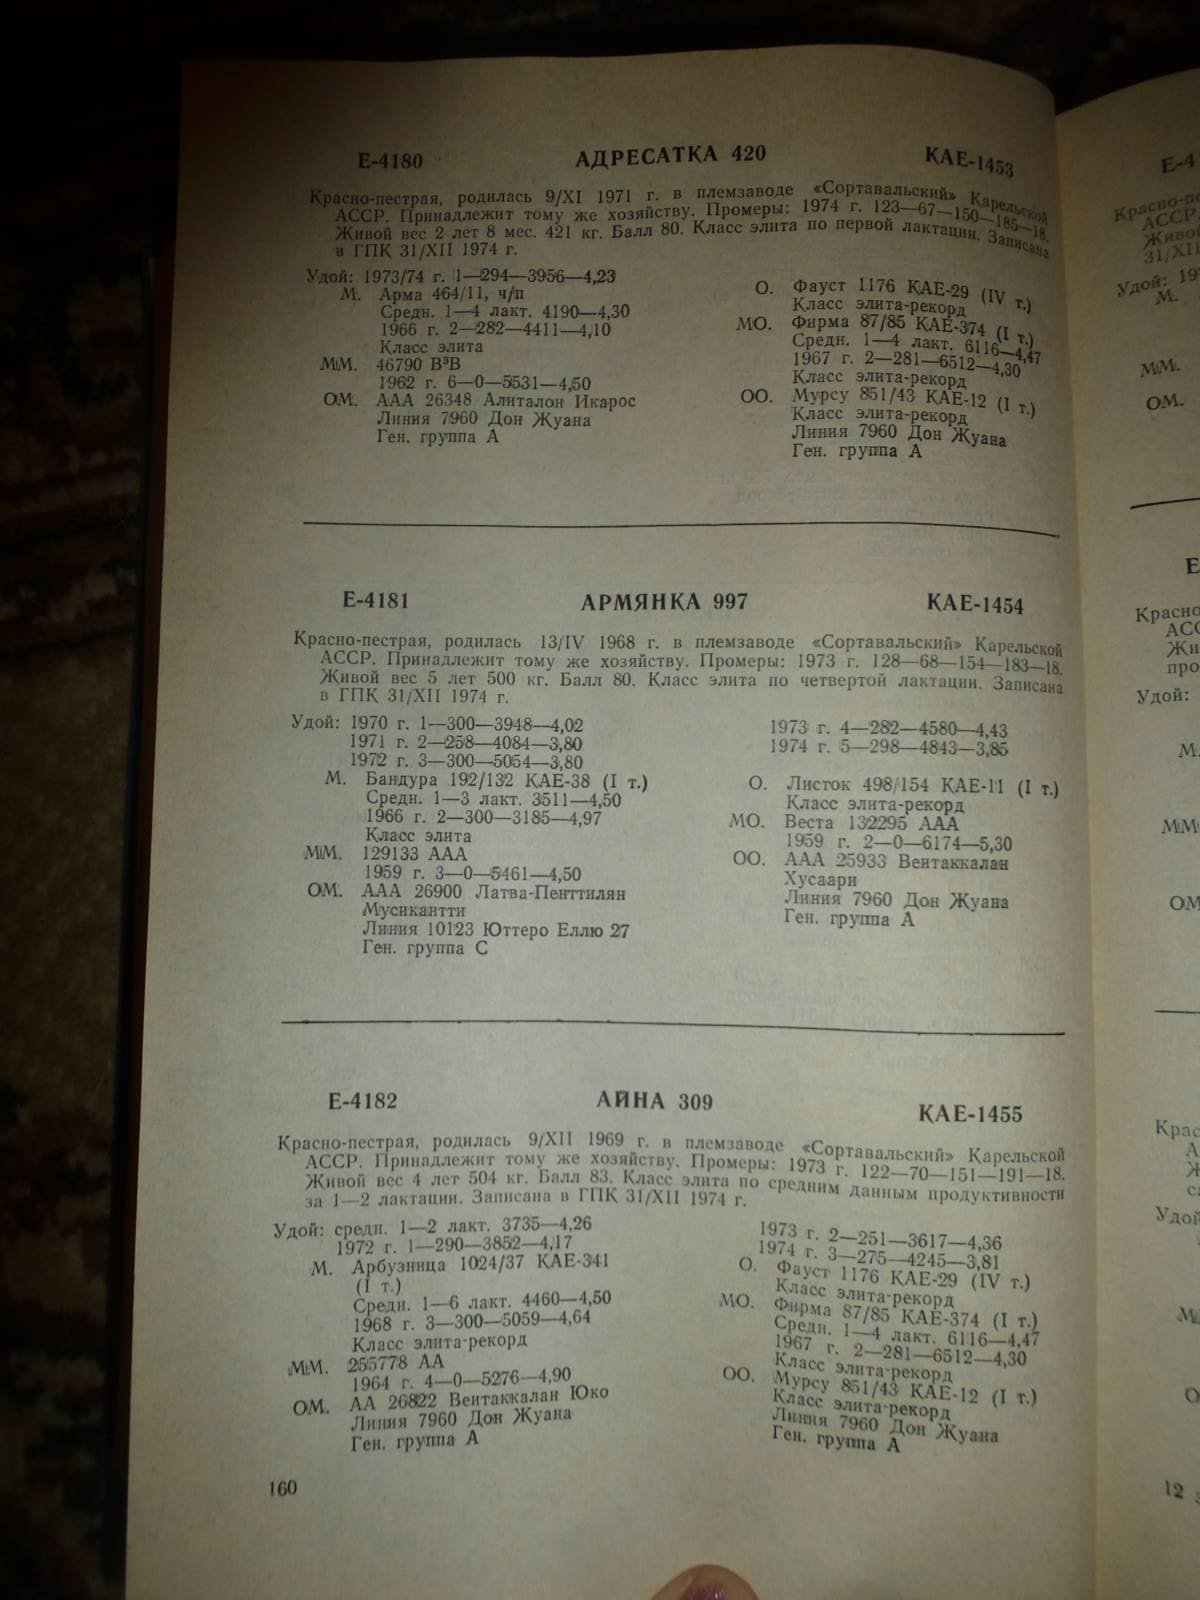 Е-4180 АДРЕСАТКА 420 КАЕ-1453
Красно-пестрая, родилась 9/XI 1971 г. в племзаводе «Сортавальский» Карельской
АССР. Принадлежит тому же хозяйству. Промеры: 1974 г. 123—67—150—185—18.
Живой вес 2 лет 8 мес. 421 кг. Балл 80. Класс элита по первой лактации. Записана
в ГПК 31/XII 1974 г.
Удой: 1973/74 г. 1—294—3956—4,23
М. Арма 464/11, ч/п
Средн. 1—4 лакт. 4190—4,30
1966 г. 2—282—4411—4,10
Класс элита
ММ. 46790 ВᵌВ
1962 г. 6—0—5531—4,50
ОМ. ААА 26348 Алиталон Икарос
Линия 7960 Дон Жуана
Ген. группа А
О. Фауст 1176 КАЕ-29 (IV т.)
Класс элита-рекорд
МО. Фирма 87/85 КАЕ-374 (I т.)
Средн. 1—4 лакт. 6116—4,47
1967 г. 2—281—6512—4,30
Класс элита-рекорд
ОО. Мурсу 851/43 КАЕ-12 (I т.)
Класс элита-рекорд
Линия 7960 Дон Жуана
Ген. группа А
Е-4181 АРМЯНКА 997 КАЕ-1454
Красно-пестрая, родилась 13/IV 1968 г. в племзаводе «Сортавальский» Карельской
АССР. Принадлежит тому же хозяйству. Промеры: 1973 г. 128—68—154—183—18.
Живой вес 5 лет 500 кг. Балл 80. Класс элита по четвертой лактации. Записана
в ГПК 31/XII 1974 г.
Удой: 1970 г. 1—300—3948—4,02
1971 г. 2—258—4084—3,80
1972 г. 3—300—5054—3,80
1973 г. 4—282—4580—4,43
1974 г. 5—298—4843—3,85
М. Бандура 192/132 КАЕ-38 (I т.)
Средн. 1—3 лакт. 3511—4,50
1966 г. 2—300—3185—4,97
Класс элита
ММ. 129133 ААА
1959 г. 3—0—5461—4,50
ОМ. ААА 26900 Латва-Пенттилян
Мусикантти
Линия 10123 Юттеро Еллю 27
Ген. группа С
О. Листок 498/154 КАЕ-11 (I т.)
Класс элита-рекорд
МО. Веста 132295 ААА
1959 г. 2—0—6174—5,30
ОО. ААА 25933 Вентаккалан
Хусаари
Линия 7960 Дон Жуана
Ген. группа А
Е-4182 АЙНА 309 КАЕ-1455
Красно-пестрая, родилась 9/XII 1969 г. в племзаводе «Сортавальский» Карельской
АССР. Принадлежит тому же хозяйству. Промеры: 1973 г. 122—70—151—191—18.
Живой вес 4 лет 504 кг. Балл 83. Класс элита по средним данным продуктивности
за 1—2 лактации. Записана в ГПК 31/XII 1974 г.
Удой: средн. 1—2 лакт. 3735—4,26
1972 г. 1—290—3852—4,17
1973 г. 2—251—3617—4,36
1974 г. 3—275—4245—3,81
М. Арбузница 1024/37 КАЕ-341
(I т.)
Средн. 1—6 лакт. 4460—4,50
1968 г. 3—300—5059—4,64
Класс элита-рекорд
ММ. 255778 АА
1964 г. 4—0—5276—4,90
ОМ. АА 26822 Вентаккалан Юко
Линия 7960 Дон Жуана
Ген. группа А
О. Фауст 1176 КАЕ-29 (IV т.)
Класс элита-рекорд
МО. Фирма 87/85 КАЕ-374 (I т.)
Средн. 1—4 лакт. 6116—4,47
1967 г. 2—281—6512—4,30
Класс элита-рекорд
ОО. Мурсу 851/43 КАЕ-12 (I т.)
Класс элита-рекорд
Линия 7960 Дон Жуана
Ген. группа А
160
Удой: 197
М.
ММ.
ОМ.
Удой:
М.
12